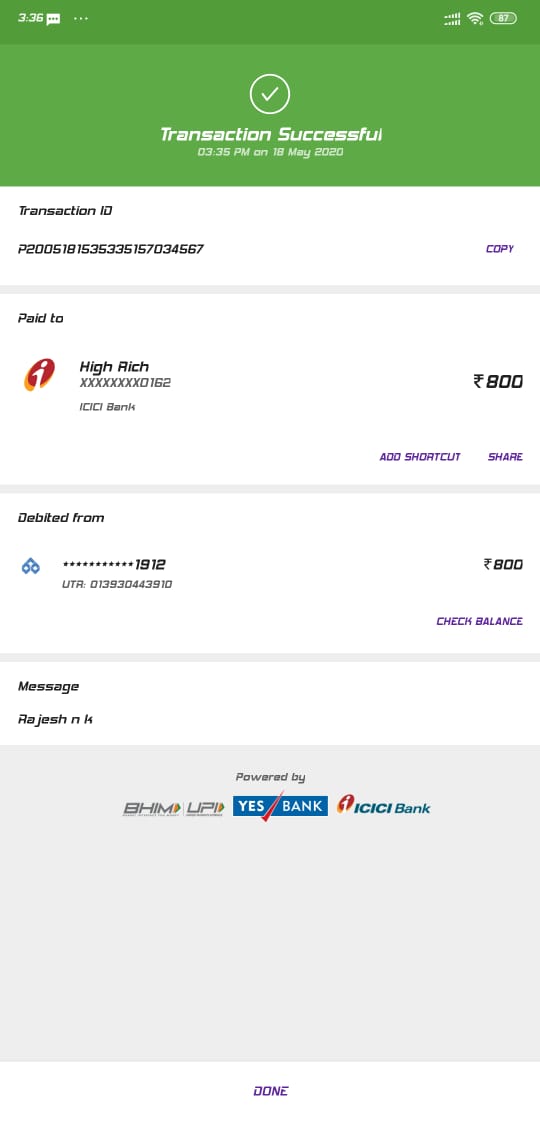 3:36 ... 87
Transaction Successful
03:35 PM on 18 May 2020
Transaction ID
P2005181535335157034567 COPY
Paid to
High Rich
XXXXXXXX0162 ₹800
ICICI Bank
ADD SHORTCUT SHARE
Debited from
***********1912 ₹800
UTR: 013930443910
CHECK BALANCE
Message
Rajesh n k
Powered by
BHIM UPI YES BANK ICICI Bank
DONE